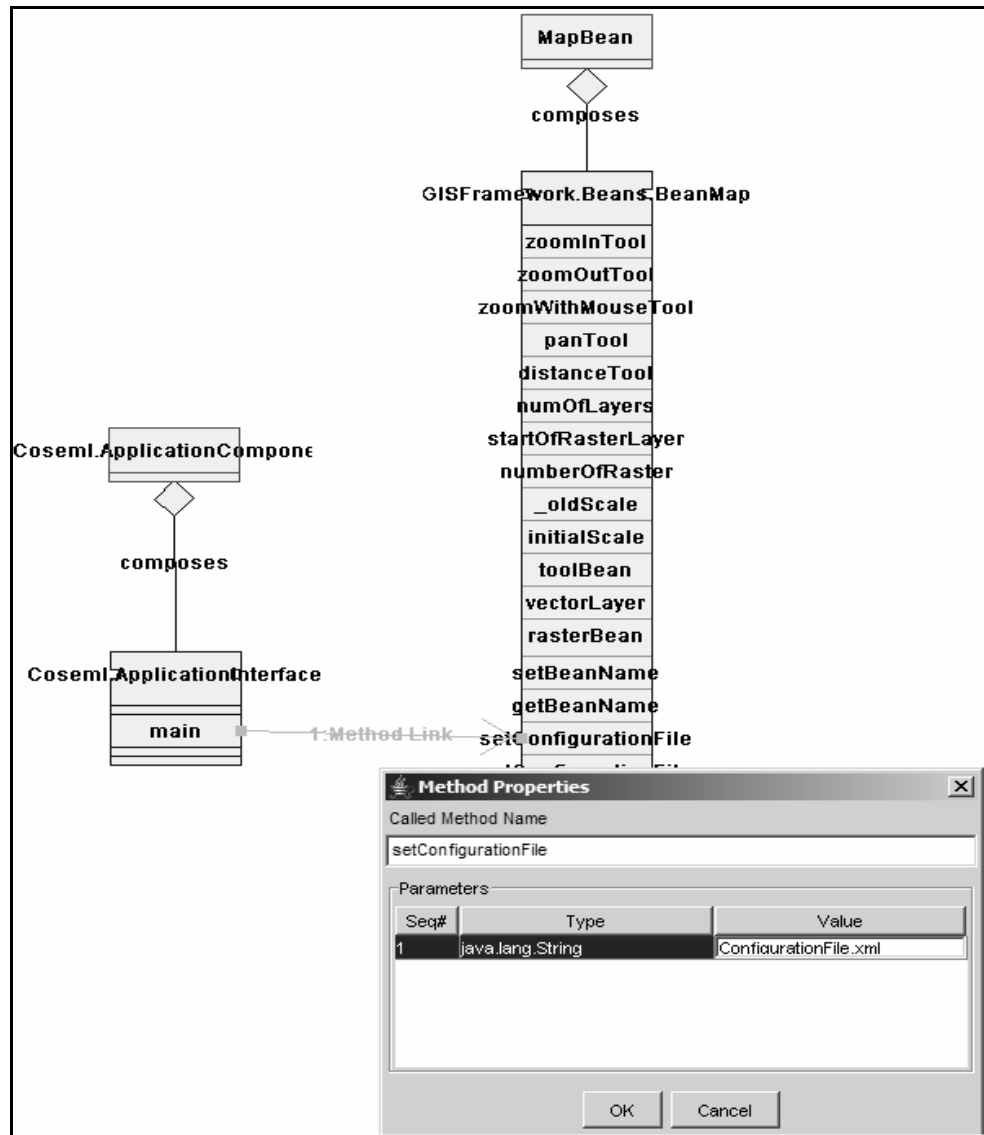 MapBean
composes
GISFramework.Beans.BeanMap
zoomInTool
zoomOutTool
zoomWithMouseTool
panTool
distanceTool
numOfLayers
startOfRasterLayer
numberOfRaster
_oldScale
initialScale
toolBean
vectorLayer
rasterBean
setBeanName
getBeanName
setConfigurationFile
Coseml.ApplicationCompone
composes
Coseml.ApplicationInterface
main
1:Method Link
Method Properties
Called Method Name
setConfigurationFile
Parameters
Seq# Type Value
1 java.lang.String ConfigurationFile.xml
OK Cancel